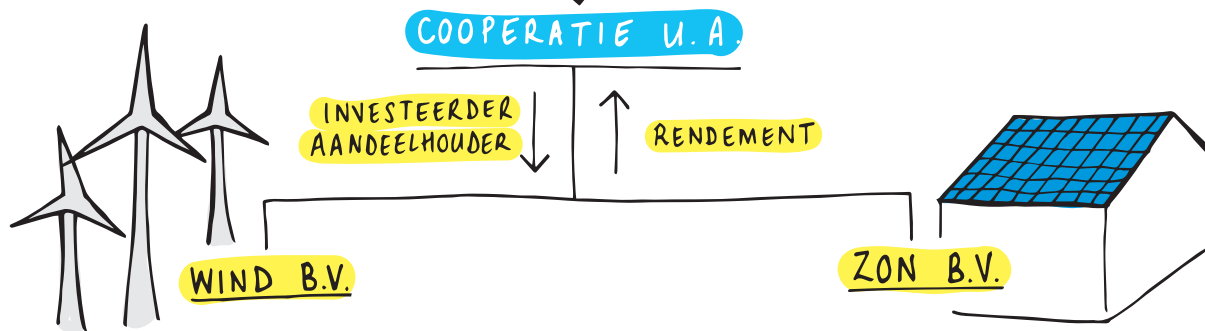 COOPERATIE U.A.
INVESTEERDER
AANDEELHOUDER
RENDEMENT
WIND B.V.
ZON B.V.